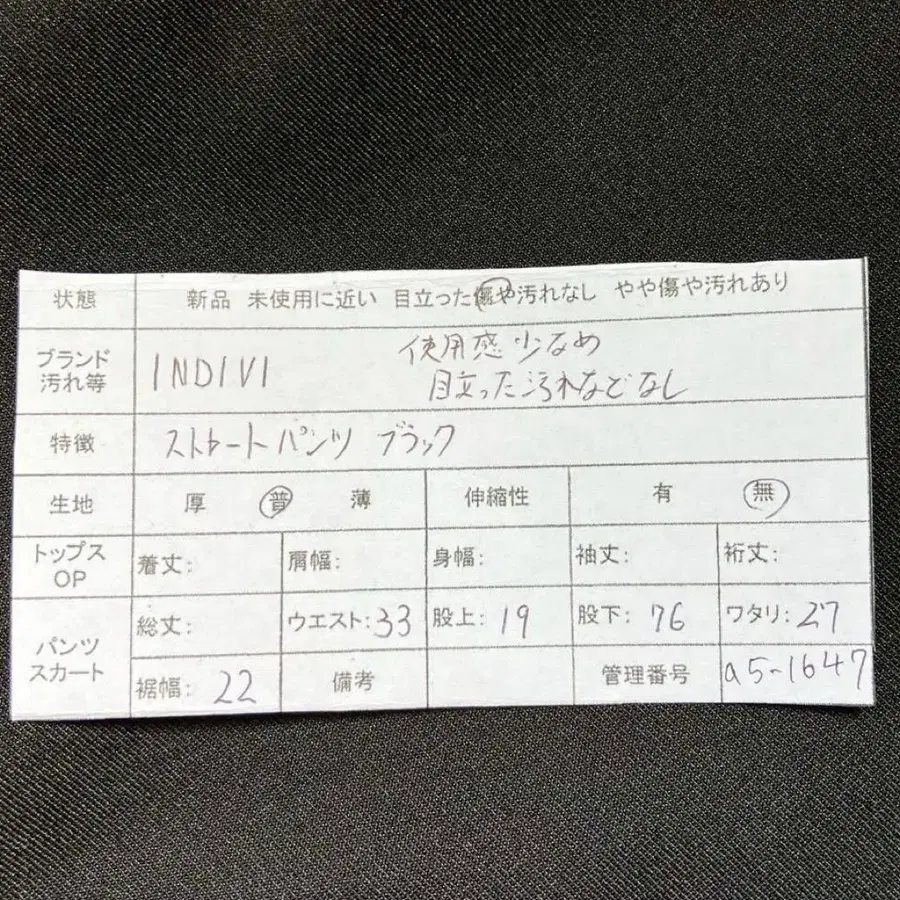 状態 新品 未使用に近い 目立った傷や汚れなし やや傷や汚れあり
ブランド
汚れ等
INDIVI
使用感少なめ
目立った汚れなどなし
特徴 ストレートパンツ ブラック
生地 厚 普 薄 伸縮性 有 無
トップス
OP
着丈: 肩幅: 身幅: 袖丈: 裄丈:
パンツ
スカート
総丈: ウエスト:33 股上:19 股下:76 ワタリ:27
裾幅:22 備考 管理番号 a5-1647